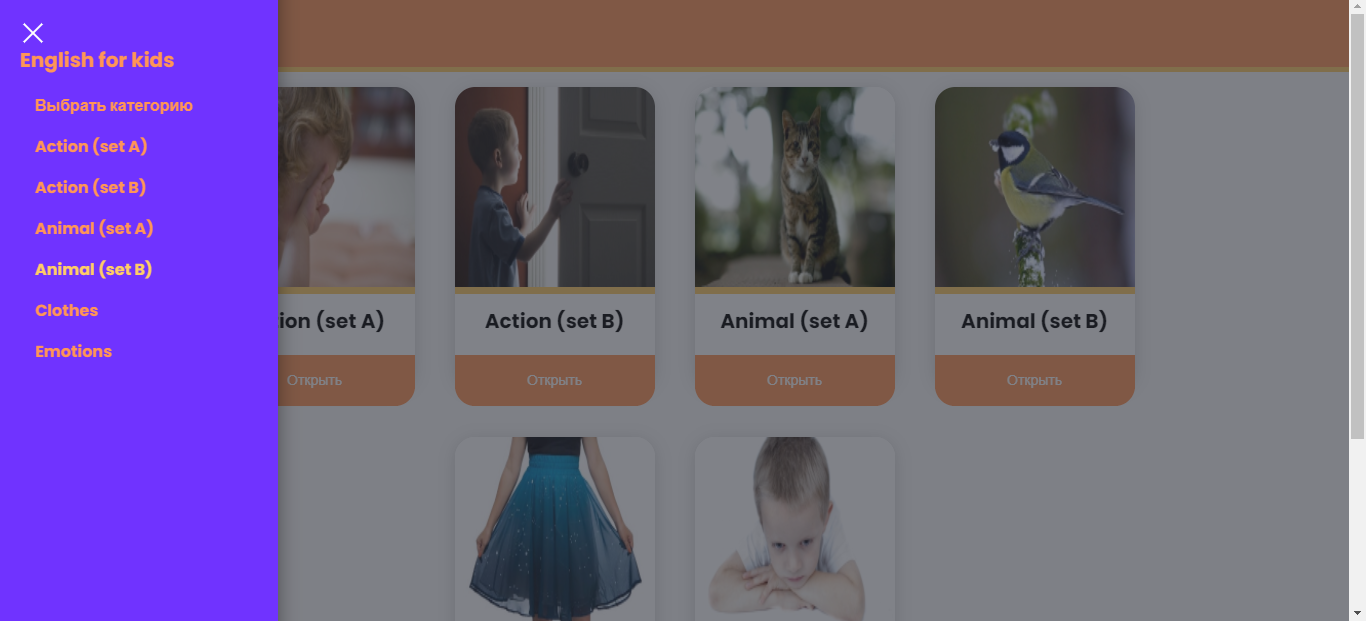 English for kids
Выбрать категорию
Action (set A)
Action (set B)
Animal (set A)
Animal (set B)
Clothes
Emotions
ion (set A)
Action (set B)
Animal (set A)
Animal (set B)
Открыть
Открыть
Открыть
Открыть